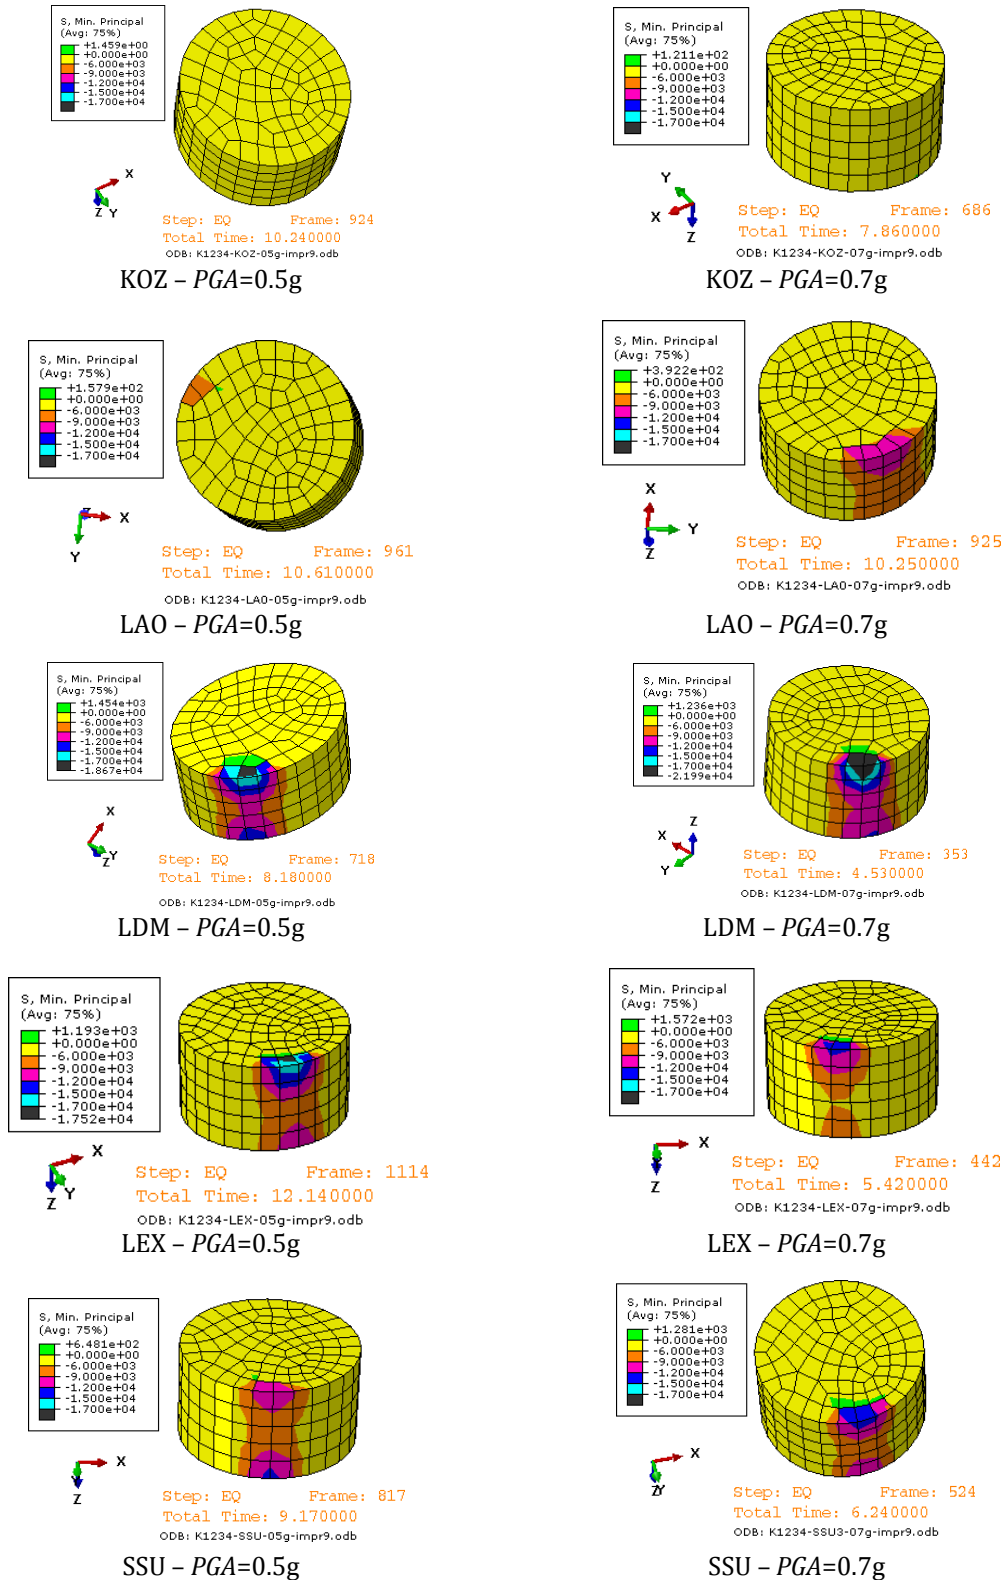 S, Min. Principal
(Avg: 75%)
+1.459e+00
+0.000e+00
-6.000e+03
-9.000e+03
-1.200e+04
-1.500e+04
-1.700e+04
X
Z Y
Step: EQ Frame: 924
Total Time: 10.240000
ODB: K1234-KOZ-05g-impr9.odb
KOZ – PGA=0.5g
S, Min. Principal
(Avg: 75%)
+1.211e+02
+0.000e+00
-6.000e+03
-9.000e+03
-1.200e+04
-1.500e+04
-1.700e+04
Y
X
Z
Step: EQ Frame: 686
Total Time: 7.860000
ODB: K1234-KOZ-07g-impr9.odb
KOZ – PGA=0.7g
S, Min. Principal
(Avg: 75%)
+1.579e+02
+0.000e+00
-6.000e+03
-9.000e+03
-1.200e+04
-1.500e+04
-1.700e+04
Z
X
Y
Step: EQ Frame: 961
Total Time: 10.610000
ODB: K1234-LA0-05g-impr9.odb
LAO – PGA=0.5g
S, Min. Principal
(Avg: 75%)
+3.922e+02
+0.000e+00
-6.000e+03
-9.000e+03
-1.200e+04
-1.500e+04
-1.700e+04
X
Y
Z
Step: EQ Frame: 925
Total Time: 10.250000
ODB: K1234-LA0-07g-impr9.odb
LAO – PGA=0.7g
S, Min. Principal
(Avg: 75%)
+1.454e+03
+0.000e+00
-6.000e+03
-9.000e+03
-1.200e+04
-1.500e+04
-1.700e+04
-1.867e+04
X
Z Y
Step: EQ Frame: 718
Total Time: 8.180000
ODB: K1234-LDM-05g-impr9.odb
LDM – PGA=0.5g
S, Min. Principal
(Avg: 75%)
+1.236e+03
+0.000e+00
-6.000e+03
-9.000e+03
-1.200e+04
-1.500e+04
-1.700e+04
-2.199e+04
Z
X
Y
Step: EQ Frame: 353
Total Time: 4.530000
ODB: K1234-LDM-07g-impr9.odb
LDM – PGA=0.7g
S, Min. Principal
(Avg: 75%)
+1.193e+03
+0.000e+00
-6.000e+03
-9.000e+03
-1.200e+04
-1.500e+04
-1.700e+04
-1.752e+04
X
Z Y
Step: EQ Frame: 1114
Total Time: 12.140000
ODB: K1234-LEX-05g-impr9.odb
LEX – PGA=0.5g
S, Min. Principal
(Avg: 75%)
+1.572e+03
+0.000e+00
-6.000e+03
-9.000e+03
-1.200e+04
-1.500e+04
-1.700e+04
X
Z
Step: EQ Frame: 442
Total Time: 5.420000
ODB: K1234-LEX-07g-impr9.odb
LEX – PGA=0.7g
S, Min. Principal
(Avg: 75%)
+6.481e+02
+0.000e+00
-6.000e+03
-9.000e+03
-1.200e+04
-1.500e+04
-1.700e+04
X
Y
Z
Step: EQ Frame: 817
Total Time: 9.170000
ODB: K1234-SSU-05g-impr9.odb
SSU – PGA=0.5g
S, Min. Principal
(Avg: 75%)
+1.281e+03
+0.000e+00
-6.000e+03
-9.000e+03
-1.200e+04
-1.500e+04
-1.700e+04
X
ZY
Step: EQ Frame: 524
Total Time: 6.240000
ODB: K1234-SSU3-07g-impr9.odb
SSU – PGA=0.7g